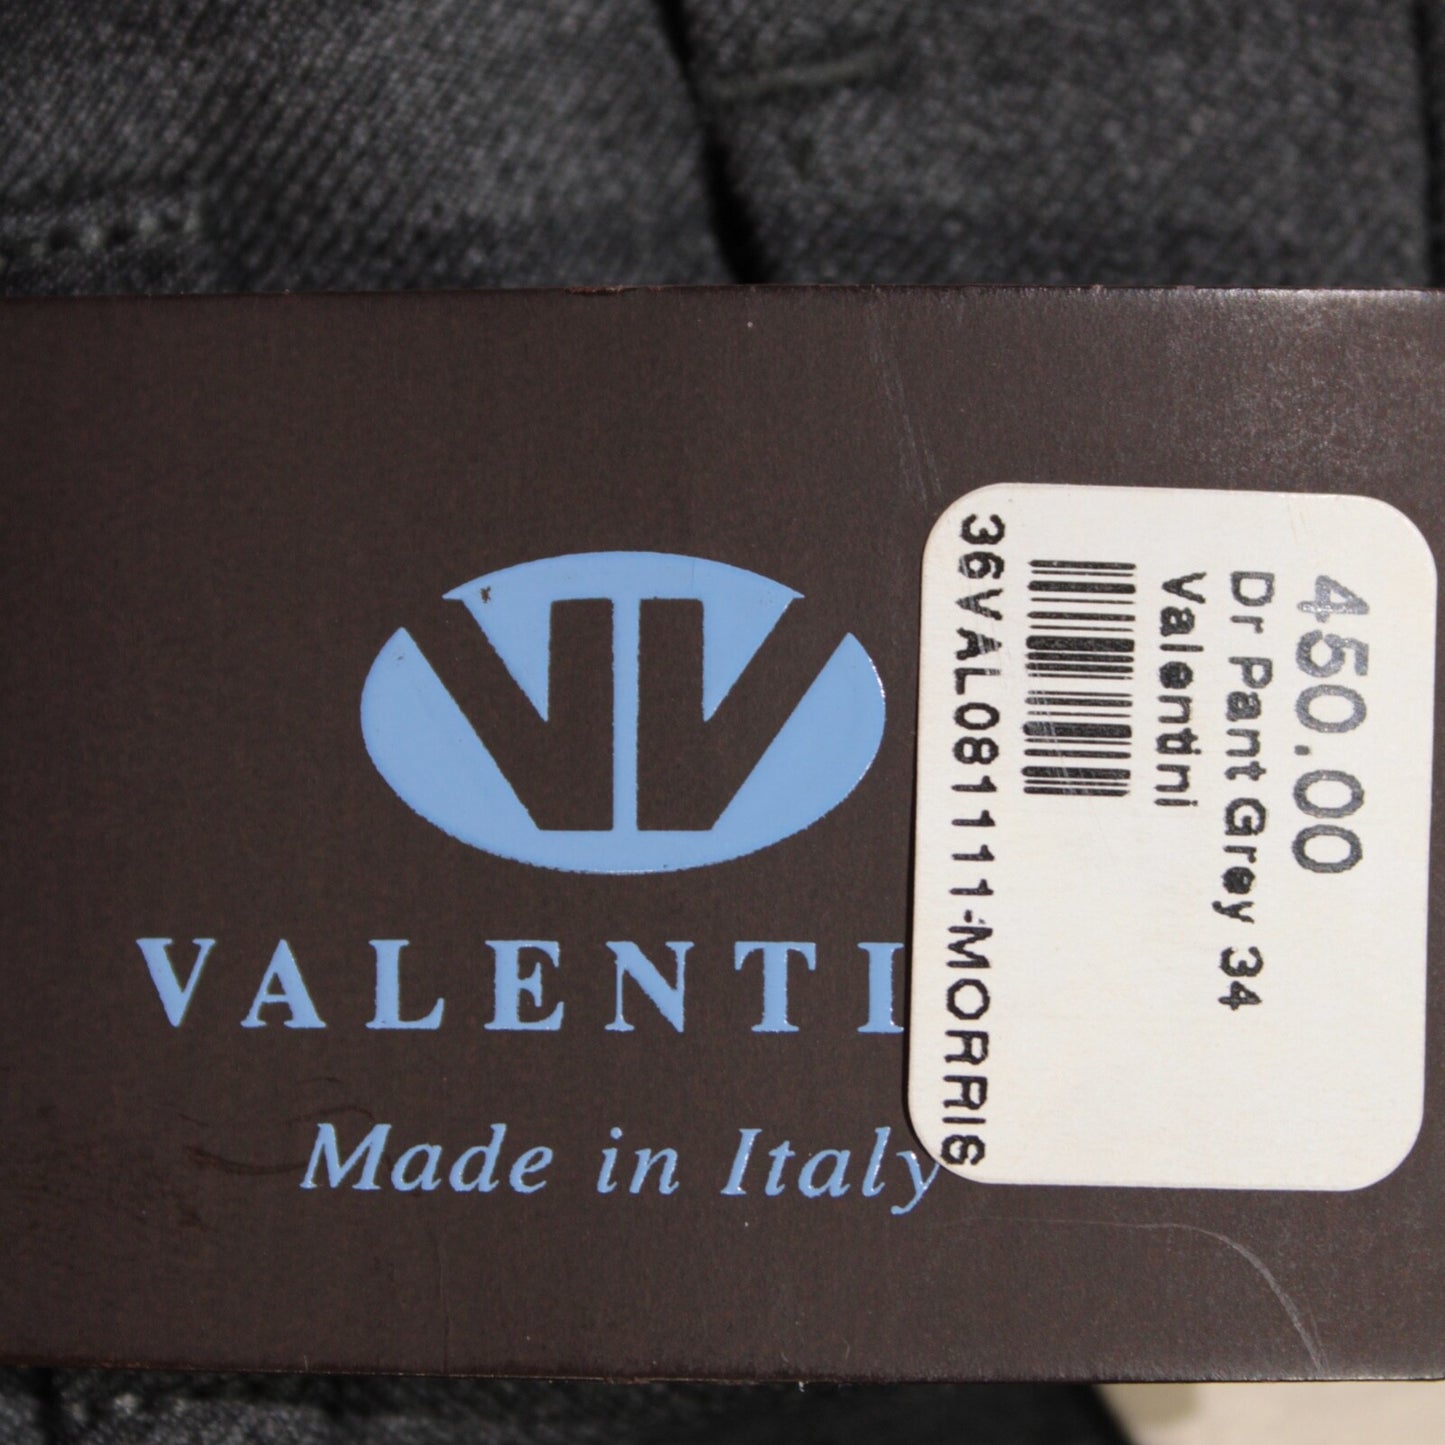 VALENTI
Made in Italy
450.00
Dr Pant Grey 34
Valentini
36VAL081111-MORRIS